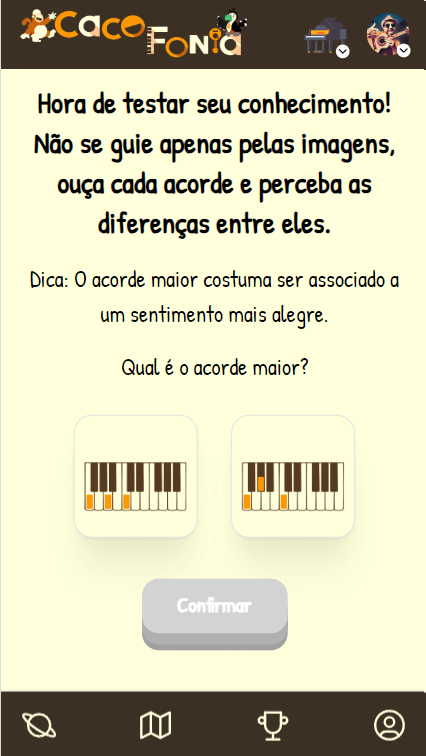 CacoFonia
Hora de testar seu conhecimento!
Não se guie apenas pelas imagens,
ouça cada acorde e perceba as
diferenças entre eles.
Dica: O acorde maior costuma ser associado a
um sentimento mais alegre.
Qual é o acorde maior?
Confirmar